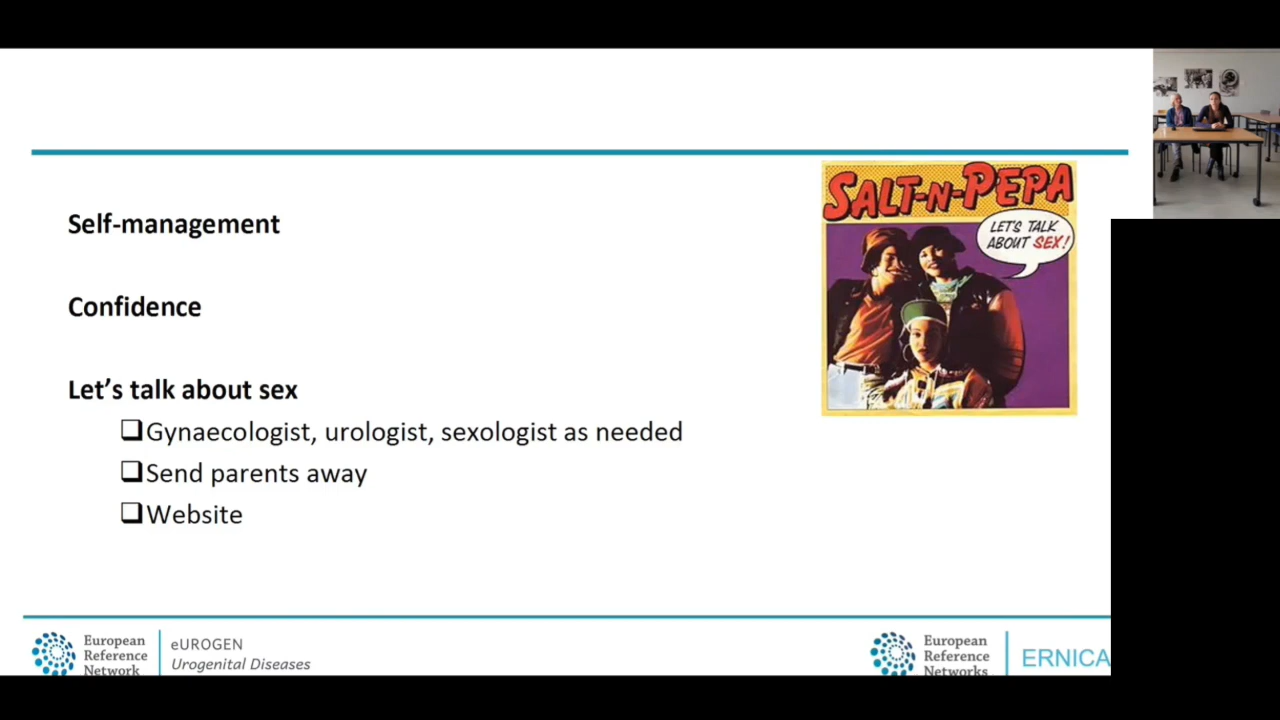 SALT-N-PEPA
LET'S TALK
ABOUT SEX!
Self-management
Confidence
Let's talk about sex
❑Gynaecologist, urologist, sexologist as needed
❑Send parents away
❑Website
European
Reference
Network
eUROGEN
Urogenital Diseases
European
Reference
Networks
ERNICA